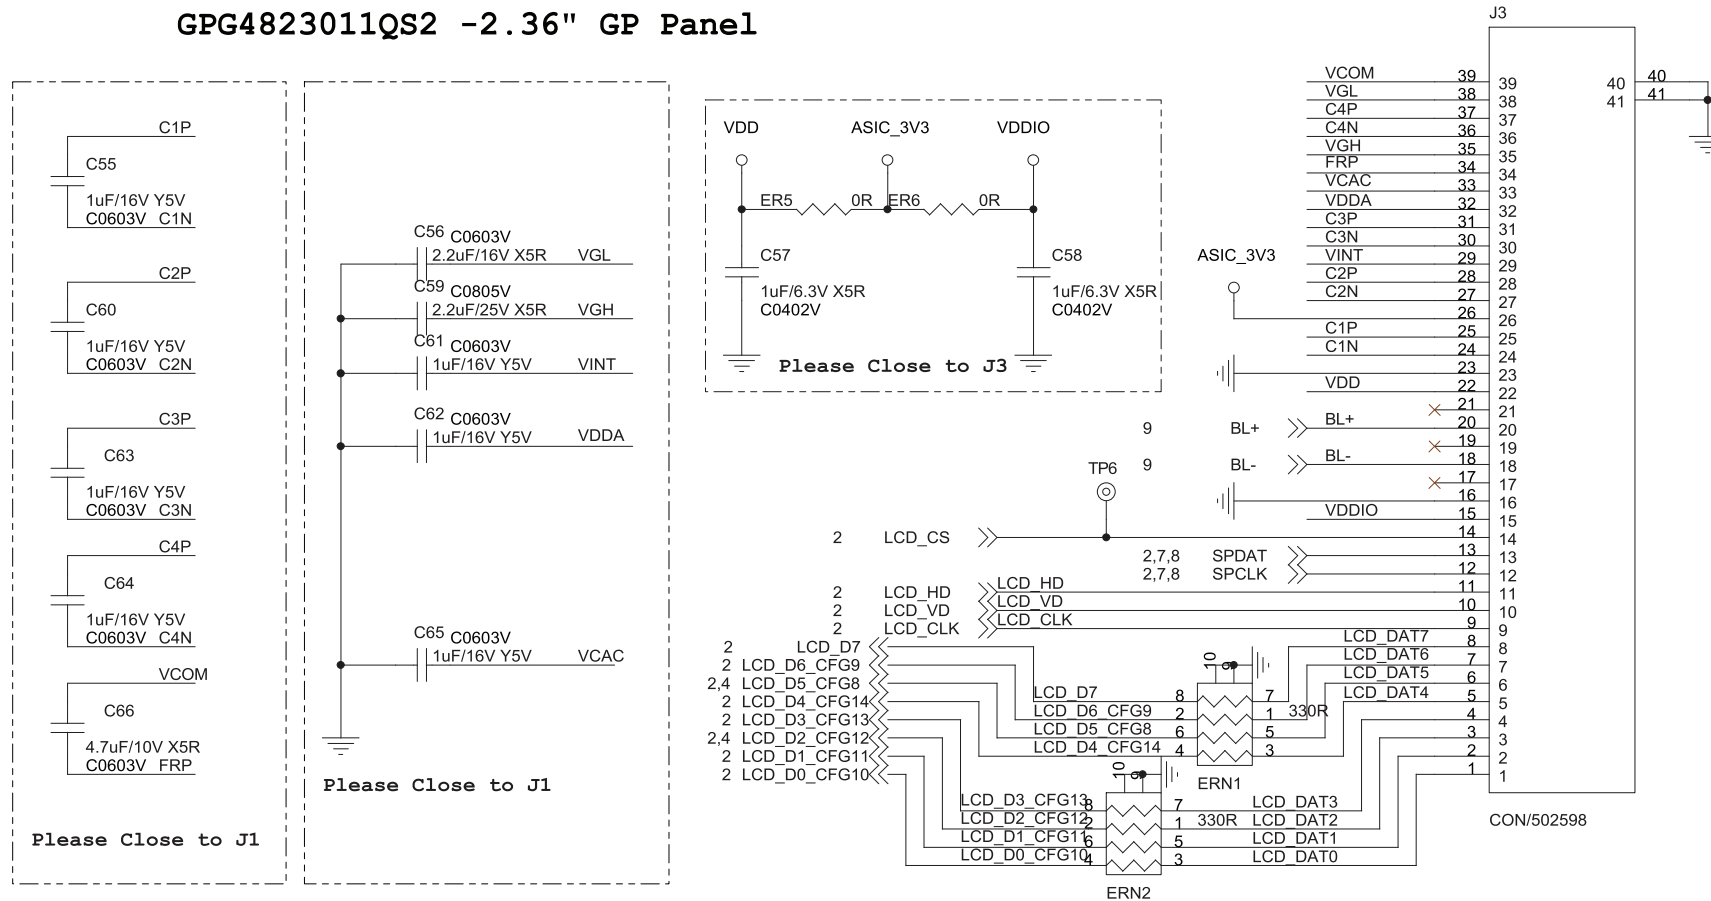 GPG4823011QS2 -2.36" GP Panel
C1P
C55
1uF/16V Y5V
C0603V C1N
C2P
C60
1uF/16V Y5V
C0603V C2N
C3P
C63
1uF/16V Y5V
C0603V C3N
C4P
C64
1uF/16V Y5V
C0603V C4N
VCOM
C66
4.7uF/10V X5R
C0603V FRP
Please Close to J1
C56 C0603V
2.2uF/16V X5R VGL
C59 C0805V
2.2uF/25V X5R VGH
C61 C0603V
1uF/16V Y5V VINT
C62 C0603V
1uF/16V Y5V VDDA
C65 C0603V
1uF/16V Y5V VCAC
Please Close to J1
VDD ASIC_3V3 VDDIO
ER5 0R ER6 0R
C57 C58
1uF/6.3V X5R 1uF/6.3V X5R
C0402V C0402V
Please Close to J3
J3
VCOM 39 39 40 40
VGL 38 38 41 41
C4P 37 37
C4N 36 36
VGH 35 35
FRP 34 34
VCAC 33 33
VDDA 32 32
C3P 31 31
C3N 30 30
VINT 29 29
C2P 28 28
C2N 27 27
ASIC_3V3 26 26
C1P 25 25
C1N 24 24
23 23
VDD 22 22
21 21
9 BL+ BL+ 20 20
19 19
9 BL- BL- 18 18
17 17
16 16
VDDIO 15 15
TP6
2 LCD_CS 14 14
2,7,8 SPDAT 13 13
2,7,8 SPCLK 12 12
2 LCD_HD LCD_HD 11 11
2 LCD_VD LCD_VD 10 10
2 LCD_CLK LCD_CLK 9 9
2 LCD_D7 LCD_DAT7 8 8
2 LCD_D6_CFG9 LCD_DAT6 7 7
2,4 LCD_D5_CFG8 LCD_DAT5 6 6
2 LCD_D4_CFG14 LCD_DAT4 5 5
2 LCD_D3_CFG13 4 4
2,4 LCD_D2_CFG12 3 3
2 LCD_D1_CFG11 2 2
2 LCD_D0_CFG10 1 1
10 9
LCD_D7 8 7
LCD_D6_CFG9 2 1 330R
LCD_D5_CFG8 6 5
LCD_D4_CFG14 4 3
ERN1
10 9
LCD_D3_CFG13 8 7 LCD_DAT3
LCD_D2_CFG12 2 1 330R LCD_DAT2
LCD_D1_CFG11 6 5 LCD_DAT1
LCD_D0_CFG10 4 3 LCD_DAT0
ERN2
CON/502598